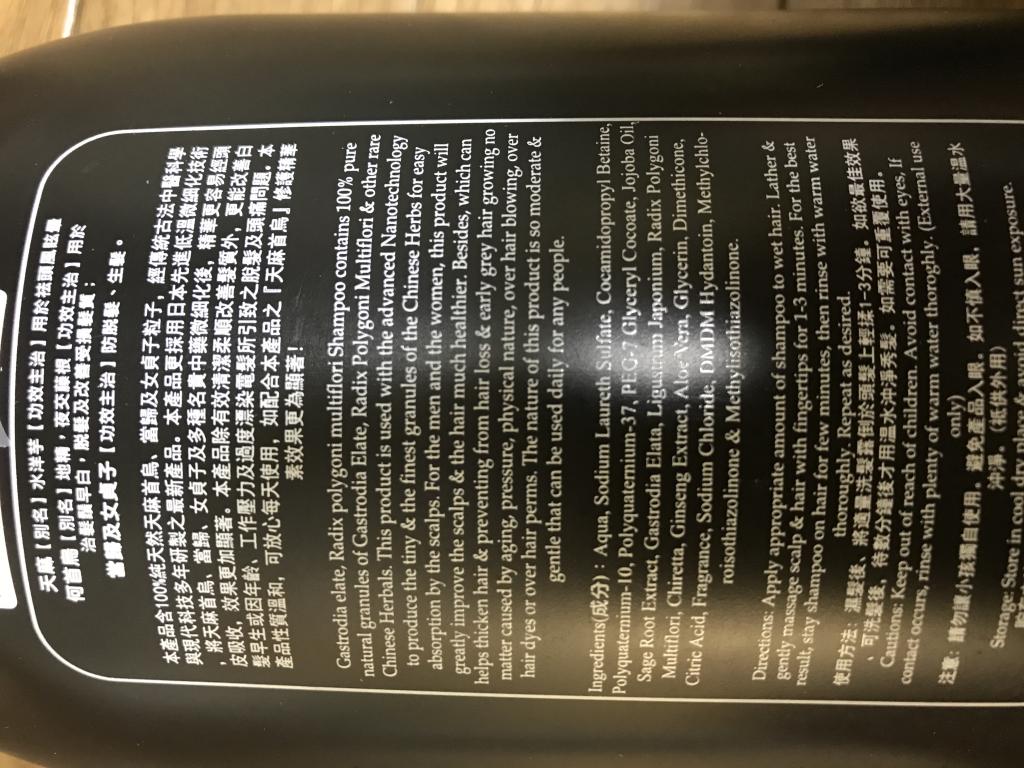 天麻【別名】水洋芋【功效主治】用於祛頭風眩暈
何首烏【別名】地精，夜交藤根【功效主治】用於
治髮鬚早白，脫髮及改善受損髮質；
當歸及女貞子【功效主治】防脫髮、生髮。
本產品含100%純天然天麻首烏、當歸及女貞子粒子，經傳統古法中醫科學
與現代科技多年研製之最新產品。本產品更採用日本先進低溫微細化技術
，將天麻首烏，當歸、女貞子及多種名貴中藥微細化後，精華更容易經頭
皮吸收，效果更加顯著。本產品除有效清潔柔順改善髮質外，更能改善白
髮早生或因年齡、工作壓力及過度漂染電髮所引致之脫髮及頭痛問題。本
產品性質溫和，可放心每天使用，如配合本產品之「天麻首烏」修護精華
素效果更為顯著！
Gastrodia elate, Radix polygoni multiflori Shampoo contains 100% pure
natural granules of Gastrodia Elate, Radix Polygoni Multiflori & other rare
Chinese Herbals. This product is used with the advanced Nanotechnology
to produce the tiny & the finest granules of the Chinese Herbs for easy
absorption by the scalps. For the men and the women, this product will
greatly improve the scalps & the hair much healthier. Besides, which can
helps thicken hair & preventing from hair loss & early grey hair growing no
matter caused by aging, pressure, physical nature, over hair blowing, over
hair dyes or over hair perms. The nature of this product is so moderate &
gentle that can be used daily for any people.
Ingredients(成分)：Aqua, Sodium Laureth Sulfate, Cocamidopropyl Betaine,
Polyquaternium-10, Polyquaternium-37, PEG-7 Glyceryl Cocoate, Jojoba Oil,
Sage Root Extract, Gastrodia Elata, Ligustrum Japonium, Radix Polygoni
Multiflori, Chireta, Ginseng Extract, Aloe Vera, Glycerin, Dimethicone,
Citric Acid, Fragrance, Sodium Chloride, DMDM Hydantoin, Methylchlo-
roisothiazolinone & Methylisothiazolinone.
Directions: Apply appropriate amount of shampoo to wet hair. Lather &
gently massage scalp & hair with fingertips for 1-3 minutes. For the best
result, stay shampoo on hair for few minutes, then rinse with warm water
thoroughly. Repeat as desired.
使用方法：濕髮後、將適量洗髮露倒於頭髮上輕揉1-3分鐘。如欲最佳效果
、可洗髮後，待數分鐘後才用溫水沖淨秀髮。如需要可重覆使用。
Cautions: Keep out of reach of children. Avoid contact with eyes, If
contact occurs, rinse with plenty of warm water thoroghly. (External use
only)
注意：請勿讓小孩獨自使用。避免產品入眼。如不慎入眼，請用大量溫水
沖淨。(祗供外用)
Storage: Store in cool dry place & avoid direct sun exposure.